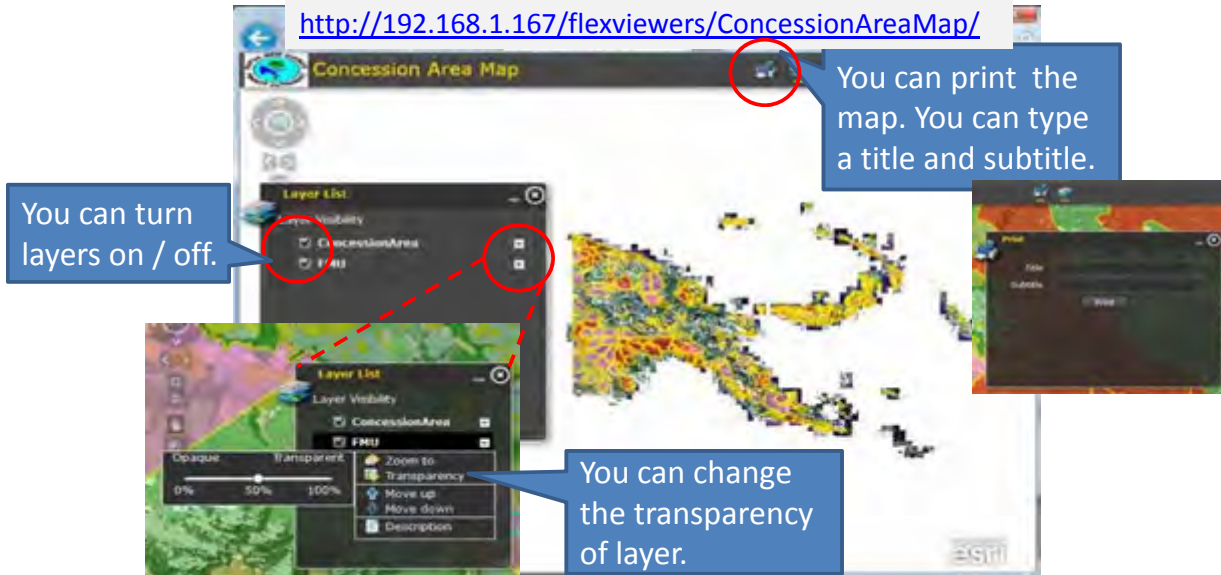 http://192.168.1.167/flexviewers/ConcessionAreaMap/
Concession Area Map
You can print the
map. You can type
a title and subtitle.
Layer List
Layer Visibility
ConcessionArea
FMU
You can turn
layers on / off.
Print
Title
Subtitle
Print
Layer List
Layer Visibility
ConcessionArea
FMU
Opaque Transparent
0% 50% 100%
Zoom to
Transparency
Move up
Move down
Description
You can change
the transparency
of layer.
esri